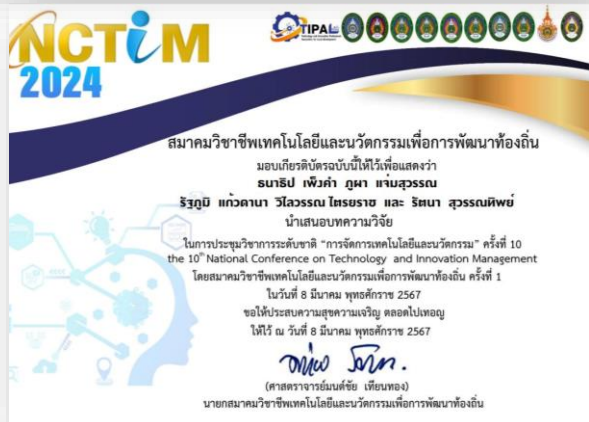 NCTiM
2024
TIPAL
สมาคมวิชาชีพเทคโนโลยีและนวัตกรรมเพื่อการพัฒนาท้องถิ่น
มอบเกียรติบัตรฉบับนี้ให้ไว้เพื่อแสดงว่า
ธนาธิป เพ็งคำ ภูผา แจ่มสุวรรณ
รัฐภูมิ แก้วดานา วิไลวรรณ ไตรยราช และ รัตนา สุวรรณทิพย์
นำเสนอบทความวิจัย
ในการประชุมวิชาการระดับชาติ "การจัดการเทคโนโลยีและนวัตกรรม" ครั้งที่ 10
the 10th National Conference on Technology and Innovation Management
โดยสมาคมวิชาชีพเทคโนโลยีและนวัตกรรมเพื่อการพัฒนาท้องถิ่น ครั้งที่ 1
ในวันที่ 8 มีนาคม พุทธศักราช 2567
ขอให้ประสบความสุขความเจริญ ตลอดไปเทอญ
ให้ไว้ ณ วันที่ 8 มีนาคม พุทธศักราช 2567
(ศาสตราจารย์มนต์ชัย เทียนทอง)
นายกสมาคมวิชาชีพเทคโนโลยีและนวัตกรรมเพื่อการพัฒนาท้องถิ่น